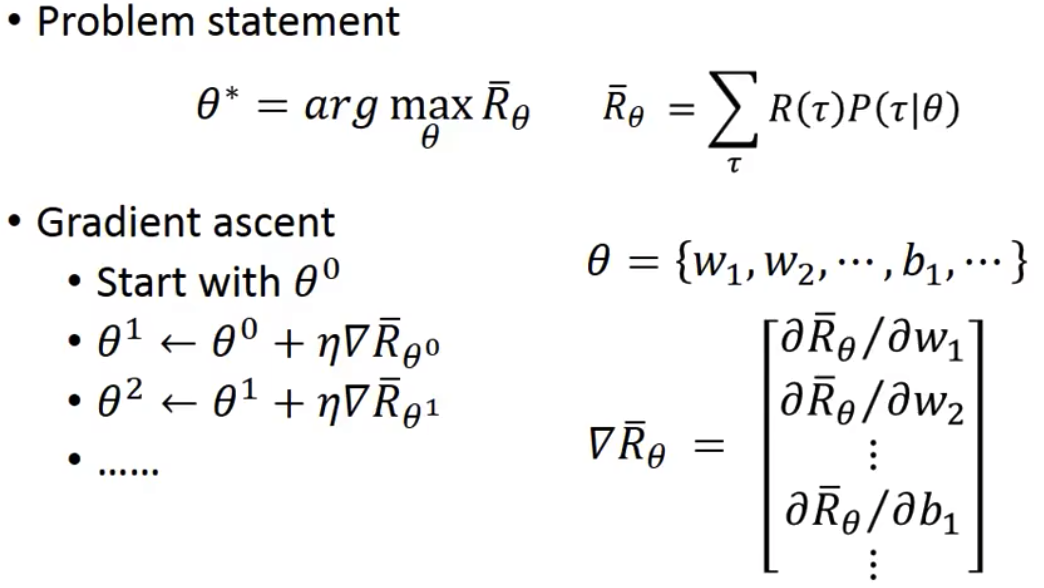 • Problem statement
θ* = arg max_θ R̄_θ    R̄_θ = ∑_τ R(τ)P(τ|θ)
• Gradient ascent
• Start with θ⁰
• θ¹ ← θ⁰ + η∇R̄_θ⁰
• θ² ← θ¹ + η∇R̄_θ¹
• ……
θ = {w₁, w₂, ⋯, b₁, ⋯}
∇R̄_θ =
∂R̄_θ/∂w₁
∂R̄_θ/∂w₂
⋮
∂R̄_θ/∂b₁
⋮